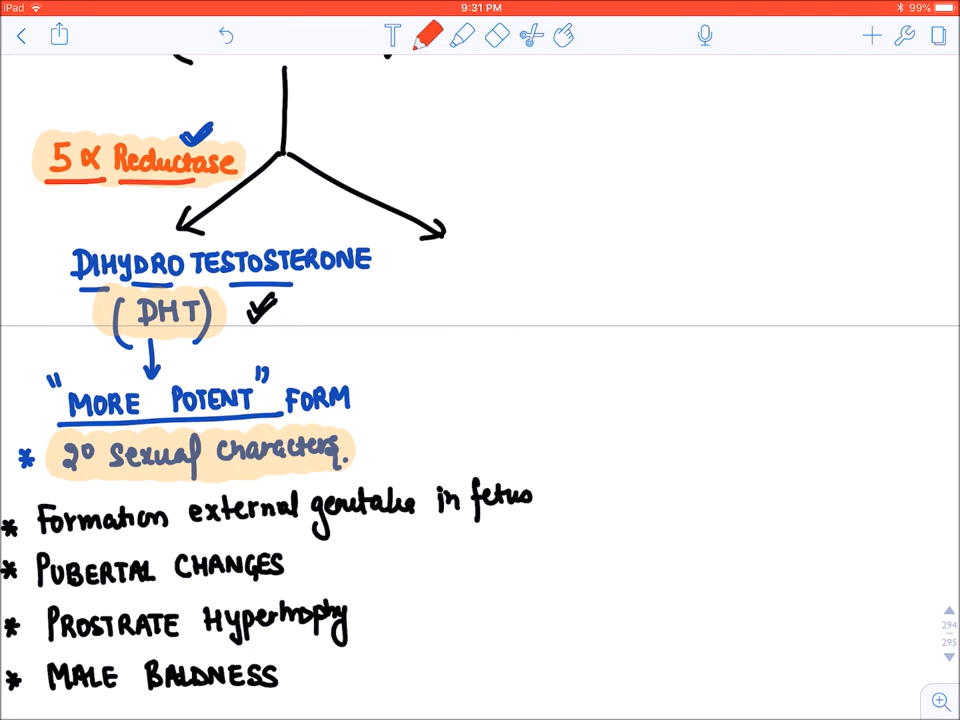 iPad 9:31 PM 99%
T
5 α Reductase
DIHYDRO TESTOSTERONE
(DHT)
"MORE POTENT" FORM
* 2° Sexual Characters.
* Formation external genitalia in fetus
* PUBERTAL CHANGES
* PROSTRATE Hypertrophy
* MALE BALDNESS
294
295